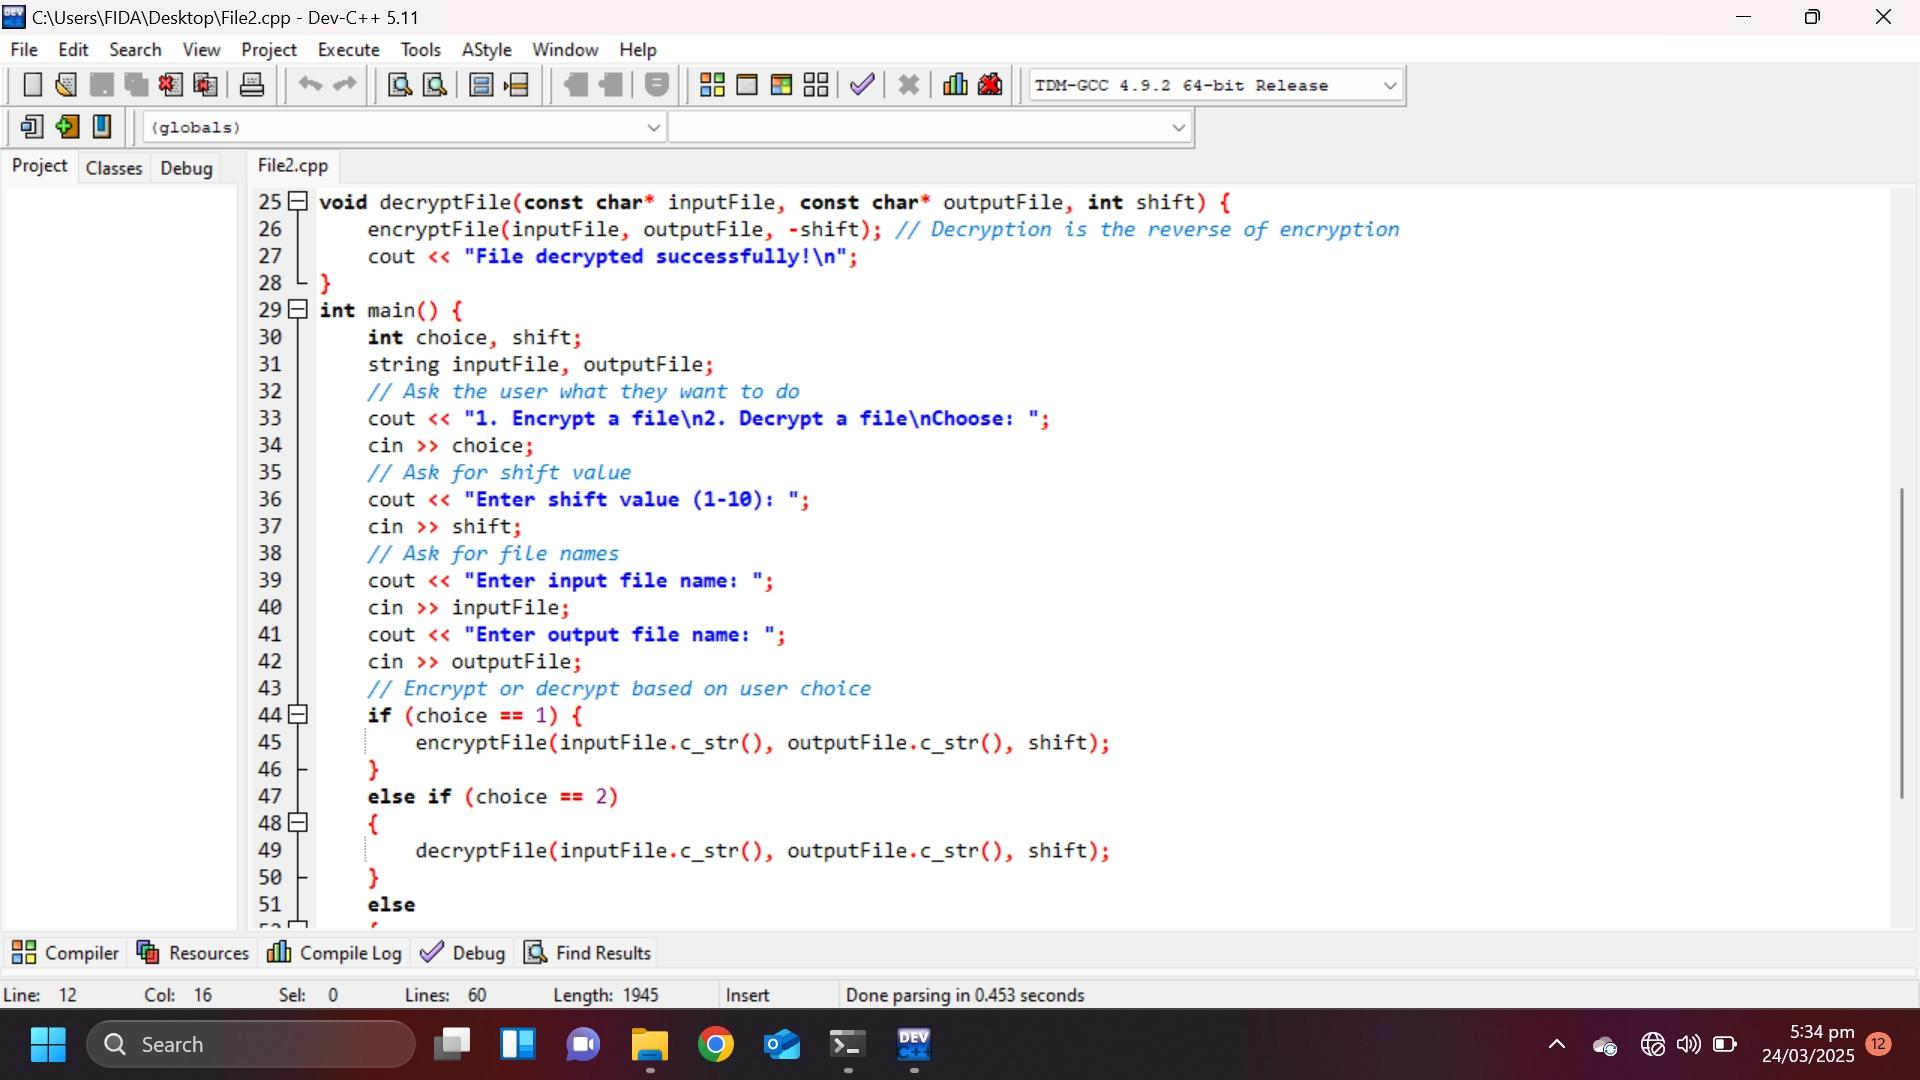 C:\Users\FIDA\Desktop\File2.cpp - Dev-C++ 5.11
File Edit Search View Project Execute Tools AStyle Window Help
TDM-GCC 4.9.2 64-bit Release
(globals)
Project Classes Debug File2.cpp
25 void decryptFile(const char* inputFile, const char* outputFile, int shift) {
26 encryptFile(inputFile, outputFile, -shift); // Decryption is the reverse of encryption
27 cout << "File decrypted successfully!\n";
28 }
29 int main() {
30 int choice, shift;
31 string inputFile, outputFile;
32 // Ask the user what they want to do
33 cout << "1. Encrypt a file\n2. Decrypt a file\nChoose: ";
34 cin >> choice;
35 // Ask for shift value
36 cout << "Enter shift value (1-10): ";
37 cin >> shift;
38 // Ask for file names
39 cout << "Enter input file name: ";
40 cin >> inputFile;
41 cout << "Enter output file name: ";
42 cin >> outputFile;
43 // Encrypt or decrypt based on user choice
44 if (choice == 1) {
45 encryptFile(inputFile.c_str(), outputFile.c_str(), shift);
46 }
47 else if (choice == 2)
48 {
49 decryptFile(inputFile.c_str(), outputFile.c_str(), shift);
50 }
51 else
Compiler Resources Compile Log Debug Find Results
Line: 12 Col: 16 Sel: 0 Lines: 60 Length: 1945 Insert Done parsing in 0.453 seconds
Search
DEV C++
5:34 pm
24/03/2025
12